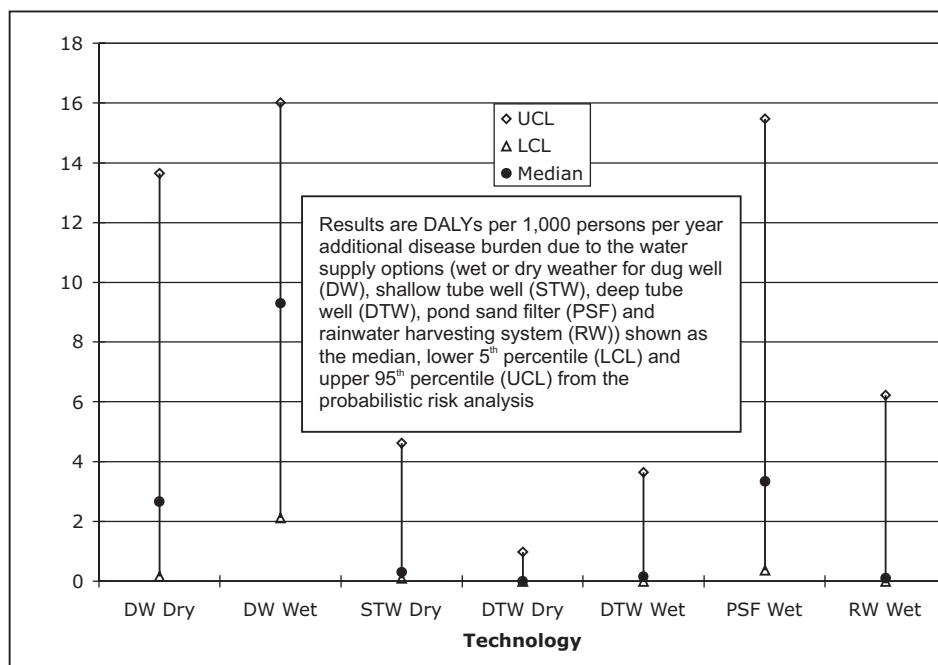 18
16
14
12
10
8
6
4
2
0
UCL
LCL
Median
Results are DALYs per 1,000 persons per year
additional disease burden due to the water
supply options (wet or dry weather for dug well
(DW), shallow tube well (STW), deep tube
well (DTW), pond sand filter (PSF) and
rainwater harvesting system (RW)) shown as
the median, lower 5th percentile (LCL) and
upper 95th percentile (UCL) from the
probabilistic risk analysis
DW Dry DW Wet STW Dry DTW Dry DTW Wet PSF Wet RW Wet
Technology